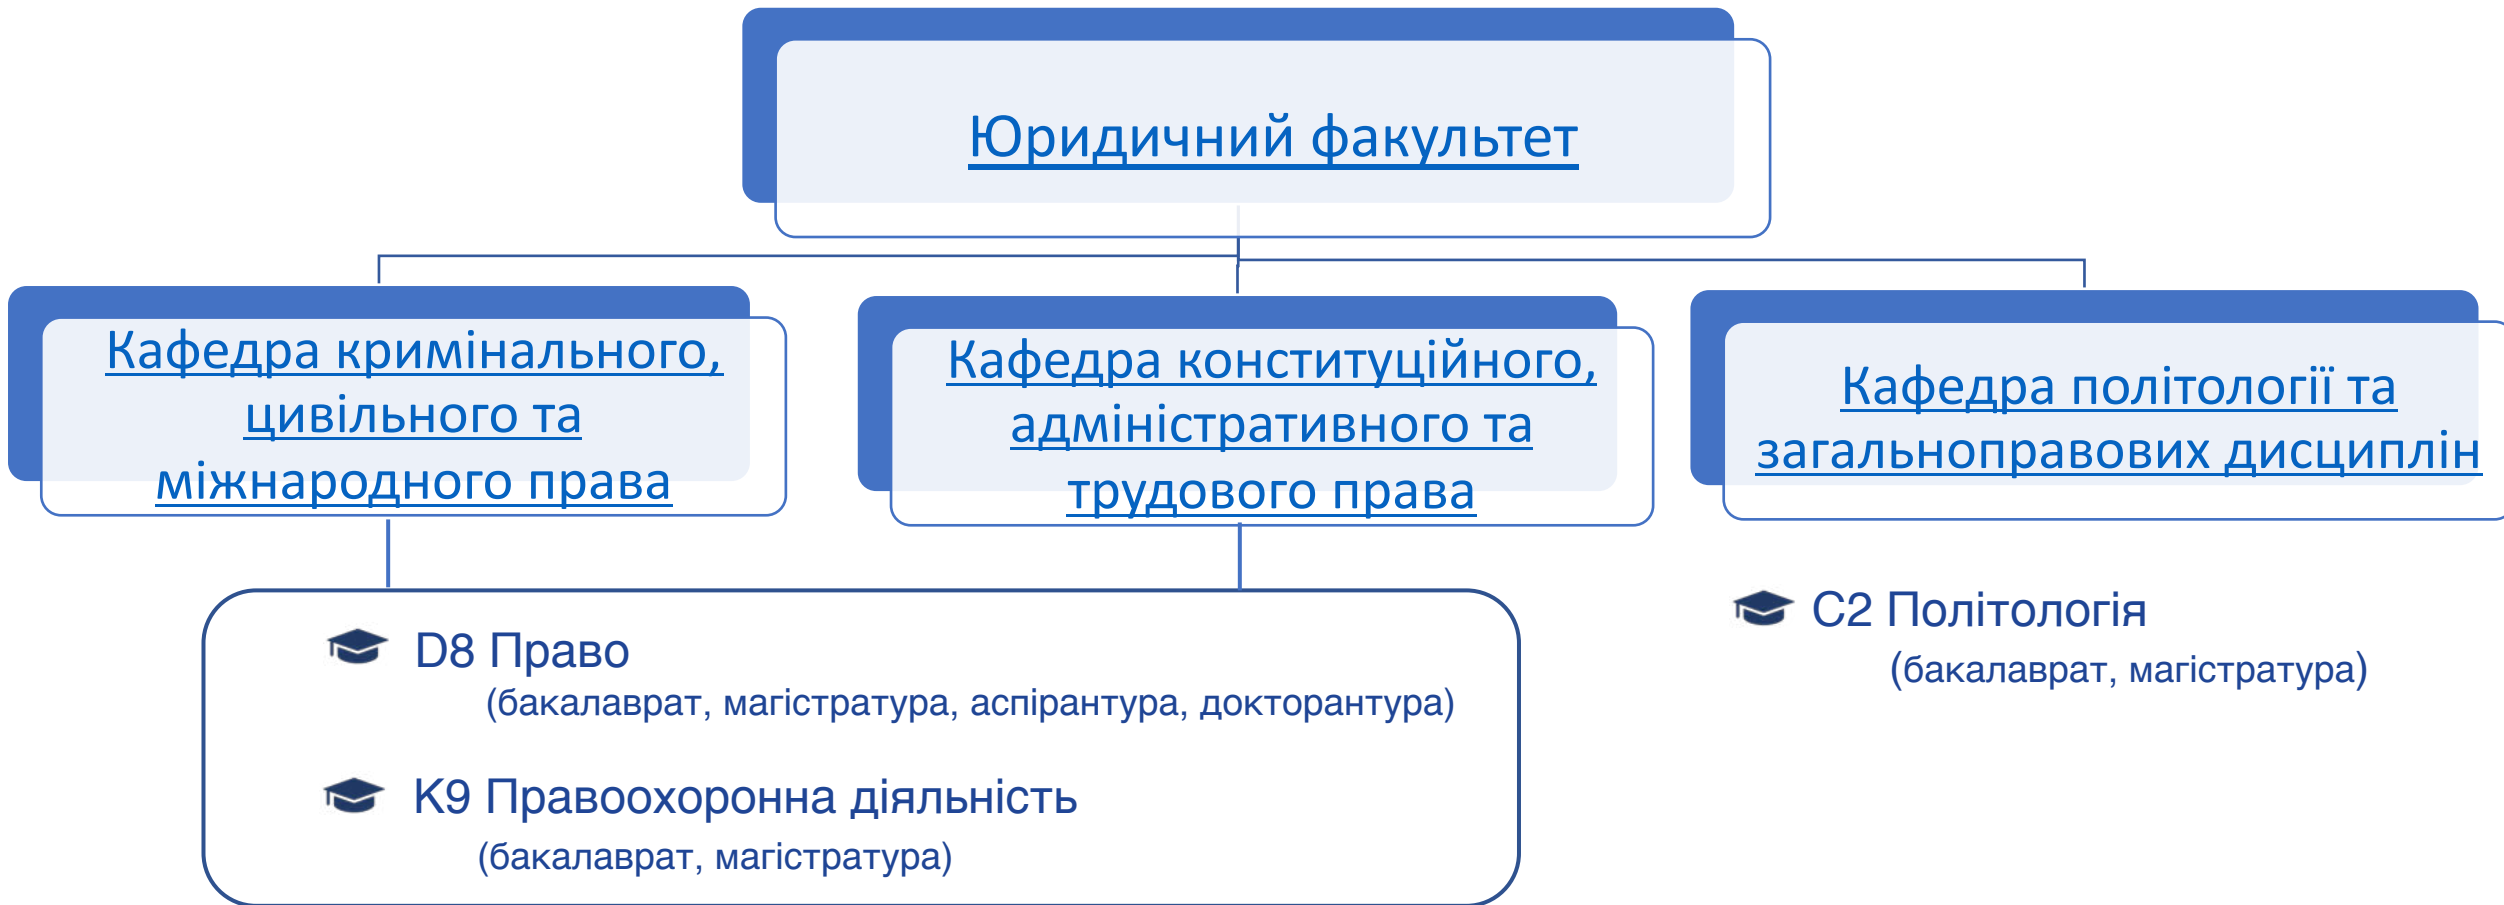 Юридичний факультет
Кафедра кримінального,
цивільного та
міжнародного права
Кафедра конституційного,
адміністративного та
трудового права
Кафедра політології та
загальноправових дисциплін
D8 Право
(бакалаврат, магістратура, аспірантура, докторантура)
K9 Правоохоронна діяльність
(бакалаврат, магістратура)
C2 Політологія
(бакалаврат, магістратура)